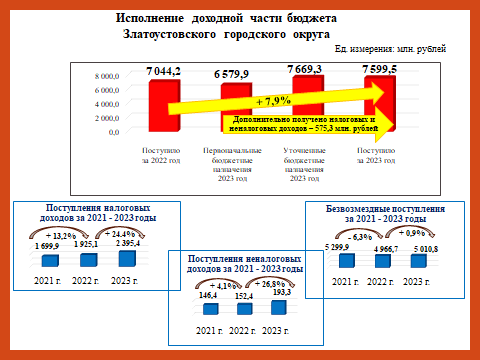 Исполнение доходной части бюджета
Златоустовского городского округа
Ед. измерения: млн. рублей
7 044,2 6 579,9 7 669,3 7 599,5
8 000,0
6 000,0
4 000,0
2 000,0
0,0
+ 7,9%
Дополнительно получено налоговых и
неналоговых доходов – 575,3 млн. рублей
Поступило
за 2022 год
Первоначальные
бюджетные
назначения
2023 год
Уточненные
бюджетные
назначения
2023 год
Поступило
за 2023 год
Поступления налоговых
доходов за 2021 - 2023 годы
+ 13,2% + 24,4%
1 699,9 1 925,1 2 395,4
2021 г. 2022 г. 2023 г.
Поступления неналоговых
доходов за 2021 - 2023 годы
+ 4,1% + 26,8%
146,4 152,4 193,3
2021 г. 2022 г. 2023 г.
Безвозмездные поступления
за 2021 - 2023 годы
- 6,3% + 0,9%
5 299,9 4 966,7 5 010,8
2021 г. 2022 г. 2023 г.